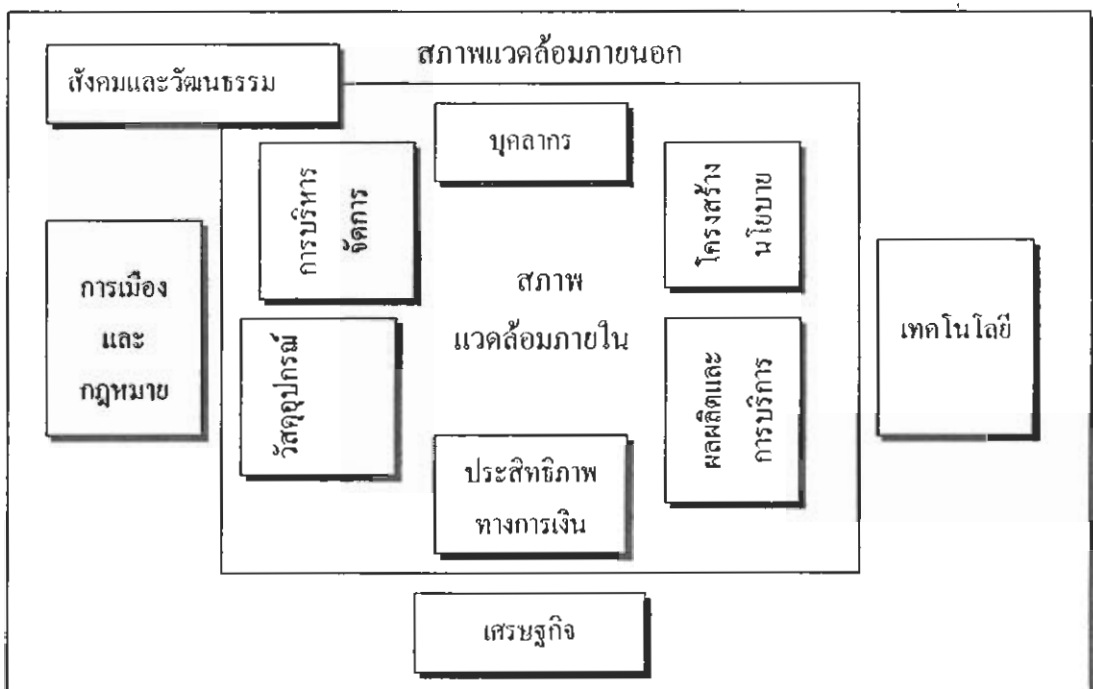 สภาพแวดล้อมภายนอก
สังคมและวัฒนธรรม
บุคลากร
การบริหาร
จัดการ
โครงสร้าง
นโยบาย
การเมือง
และ
กฎหมาย
สภาพ
แวดล้อมภายใน
เทคโนโลยี
วัสดุอุปกรณ์
ผลผลิตและ
การบริการ
ประสิทธิภาพ
ทางการเงิน
เศรษฐกิจ